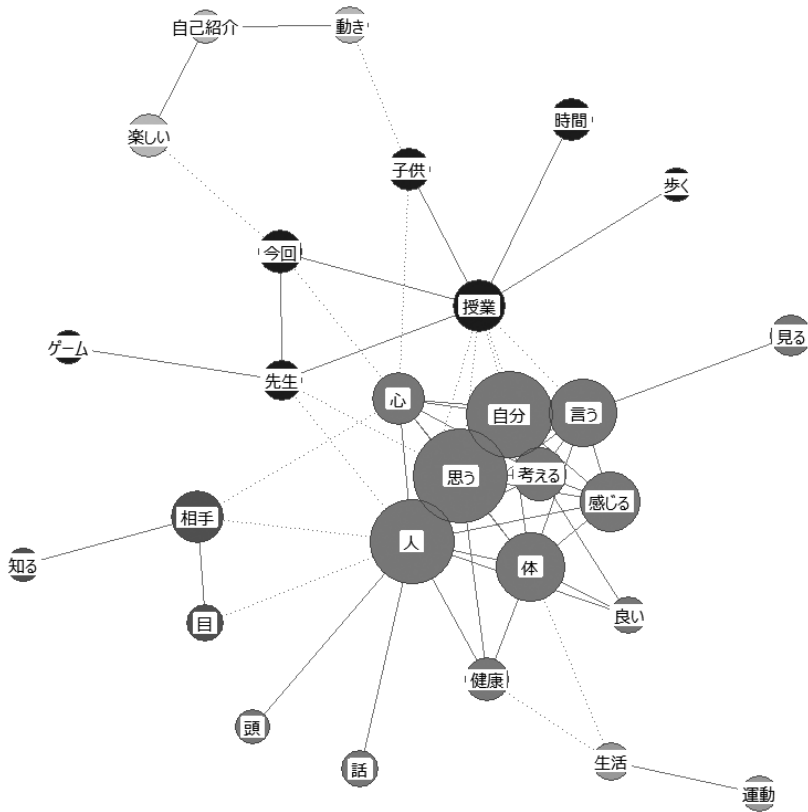 自己紹介
動き
楽しい
時間
子供
歩く
今回
授業
見る
ゲーム
先生
心
自分
言う
思う
考える
感じる
相手
人
知る
体
目
良い
健康
頭
話
生活
運動